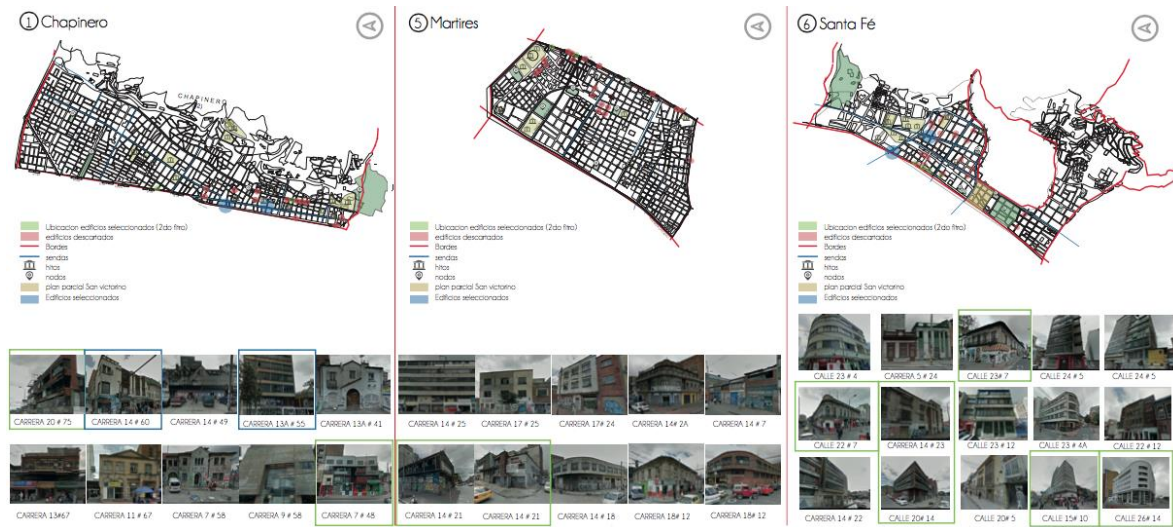 1 Chapinero
CHAPINERO
Ubicacion edificios seleccionados (2do fitro)
edificios descartados
Bordes
sendas
hitos
nodos
plan parcial San victorino
Edificios seleccionados
CARRERA 20 # 75
CARRERA 14 # 60
CARRERA 14 # 49
CARRERA 13A # 55
CARRERA 13A # 41
CARRERA 13#67
CARRERA 11 # 67
CARRERA 7 # 58
CARRERA 9 # 58
CARRERA 7 # 48
5 Martires
Ubicacion edificios seleccionados (2do fitro)
edificios descartados
Bordes
sendas
hitos
nodos
plan parcial San victorino
Edificios seleccionados
CARRERA 14 # 25
CARRERA 17 # 25
CARRERA 17# 24
CARRERA 14# 2A
CARRERA 14 # 7
CARRERA 14 # 21
CARRERA 14 # 21
CARRERA 14 # 18
CARRERA 18# 12
CARRERA 18# 12
6 Santa Fé
Ubicacion edificios seleccionados (2do fitro)
edificios descartados
Bordes
sendas
hitos
nodos
plan parcial San victorino
Edificios seleccionados
CALLE 23 # 4
CARRERA 5 # 24
CALLE 23# 7
CALLE 24 # 5
CALLE 24 # 5
CALLE 22 # 7
CARRERA 14 # 23
CALLE 23 # 12
CALLE 23 # 4A
CALLE 22 # 12
CARRERA 14 # 22
CALLE 20# 14
CALLE 20# 5
CALLE 15# 10
CALLE 26# 14